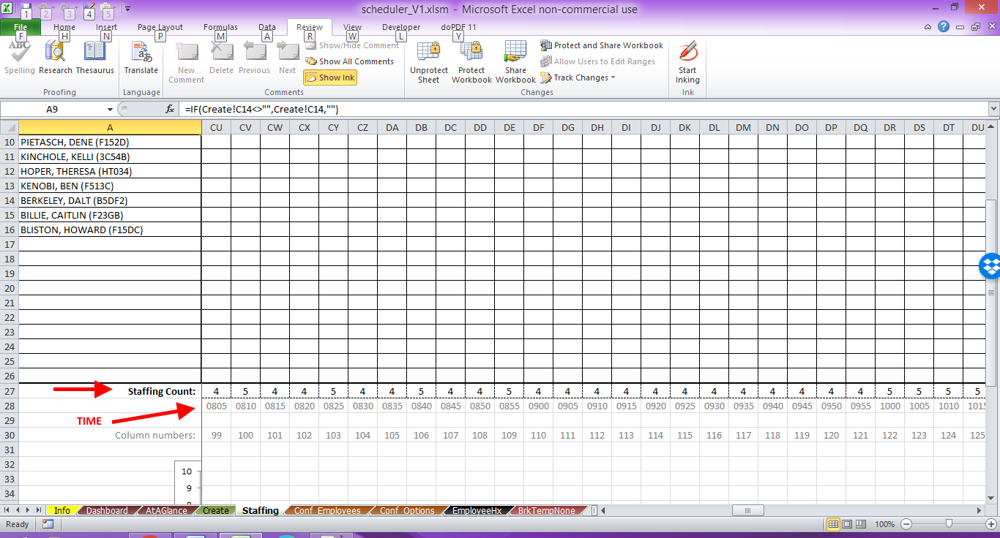 scheduler_V1.xlsm - Microsoft Excel non-commercial use
1 2 3 4 5
File Home Insert Page Layout Formulas Data Review View Developer doPDF 11
F H N P M A R W L Y
ABC
Spelling Research Thesaurus
Proofing
Translate
Language
New Comment Delete Previous Next
Show/Hide Comment
Show All Comments
Show Ink
Comments
Unprotect Sheet Protect Workbook Share Workbook
Protect and Share Workbook
Allow Users to Edit Ranges
Track Changes
Changes
Start Inking
Ink
A9 fx =IF(Create!C14<>"",Create!C14,"")
A CU CV CW CX CY CZ DA DB DC DD DE DF DG DH DI DJ DK DL DM DN DO DP DQ DR DS DT DU
10 PIETASCH, DENE (F152D)
11 KINCHOLE, KELLI (3C54B)
12 HOPER, THERESA (HT034)
13 KENOBI, BEN (F513C)
14 BERKELEY, DALT (B5DF2)
15 BILLIE, CAITLIN (F23GB)
16 BLISTON, HOWARD (F15DC)
17
18
19
20
21
22
23
24
25
26
27 Staffing Count: 4 5 4 4 5 4 4 5 4 4 5 4 4 4 4 4 4 4 4 4 4 4 4 5 5 5 5
28 0805 0810 0815 0820 0825 0830 0835 0840 0845 0850 0855 0900 0905 0910 0915 0920 0925 0930 0935 0940 0945 0950 0955 1000 1005 1010 1015
TIME
29
30 Column numbers: 99 100 101 102 103 104 105 106 107 108 109 110 111 112 113 114 115 116 117 118 119 120 121 122 123 124 125
31
32
10
33
9
34
8
Info Dashboard AtAGlance Create Staffing Conf_Employees Conf_Options EmployeeHx BrkTempNone
Ready 100%